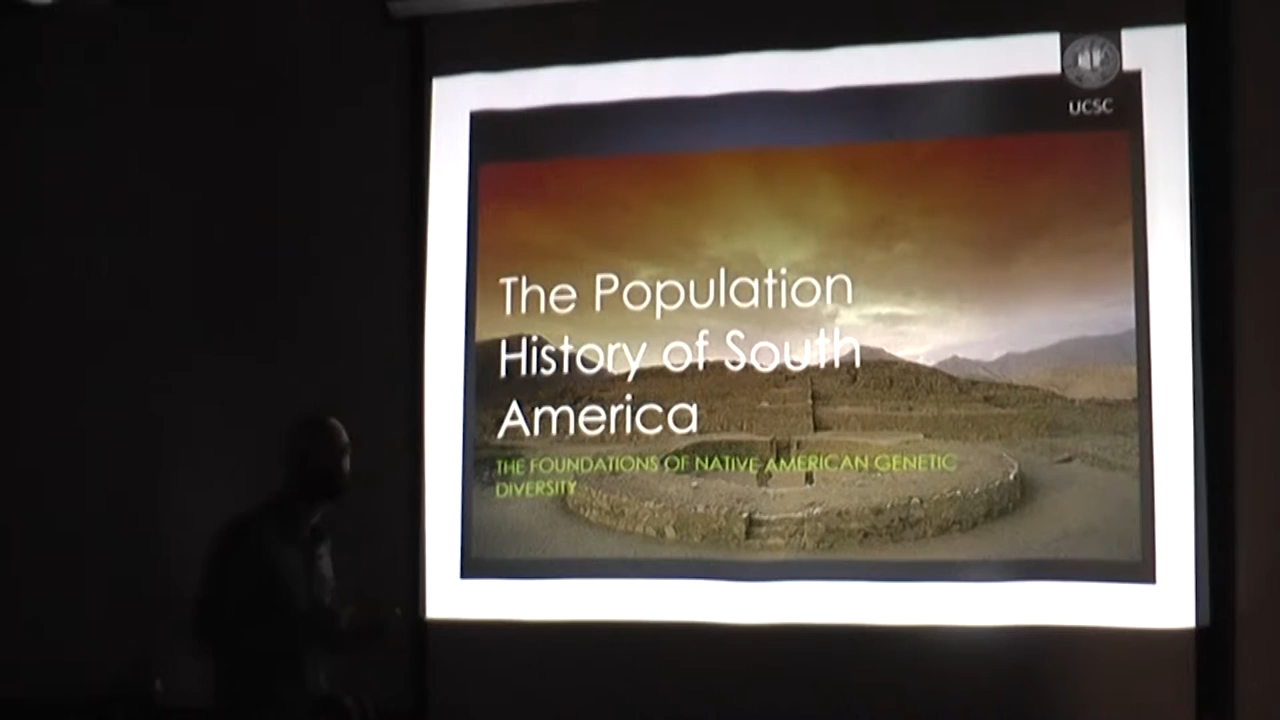 UCSC
The Population
History of South
America
THE FOUNDATIONS OF NATIVE AMERICAN GENETIC
DIVERSITY